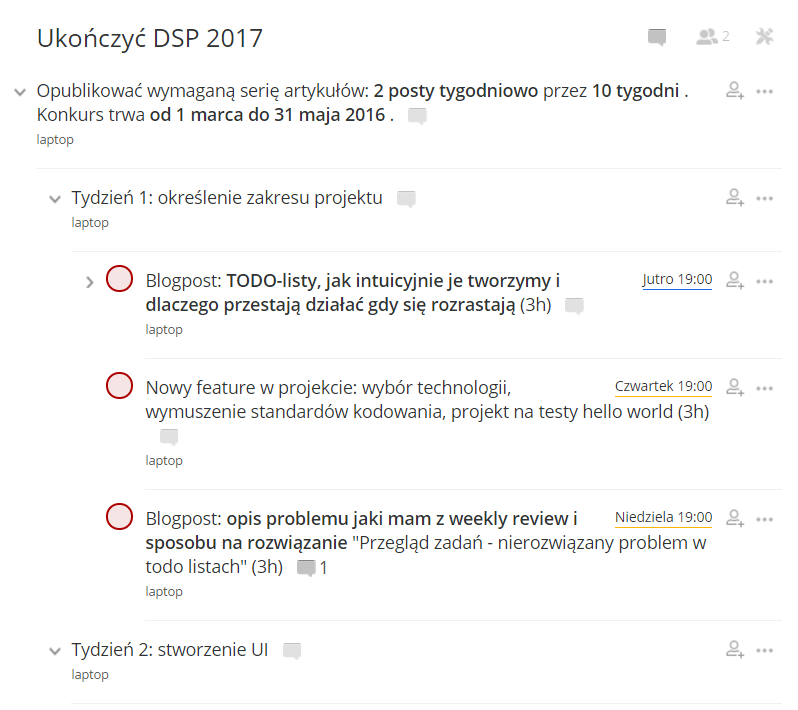 Ukończyć DSP 2017
2
Opublikować wymaganą serię artykułów: 2 posty tygodniowo przez 10 tygodni .
Konkurs trwa od 1 marca do 31 maja 2016 .
laptop
Tydzień 1: określenie zakresu projektu
laptop
Blogpost: TODO-listy, jak intuicyjnie je tworzymy i
Jutro 19:00
dlaczego przestają działać gdy się rozrastają (3h)
laptop
Nowy feature w projekcie: wybór technologii,
Czwartek 19:00
wymuszenie standardów kodowania, projekt na testy hello world (3h)
laptop
Blogpost: opis problemu jaki mam z weekly review i
Niedziela 19:00
sposobu na rozwiązanie "Przegląd zadań - nierozwiązany problem w
todo listach" (3h) 1
laptop
Tydzień 2: stworzenie UI
laptop